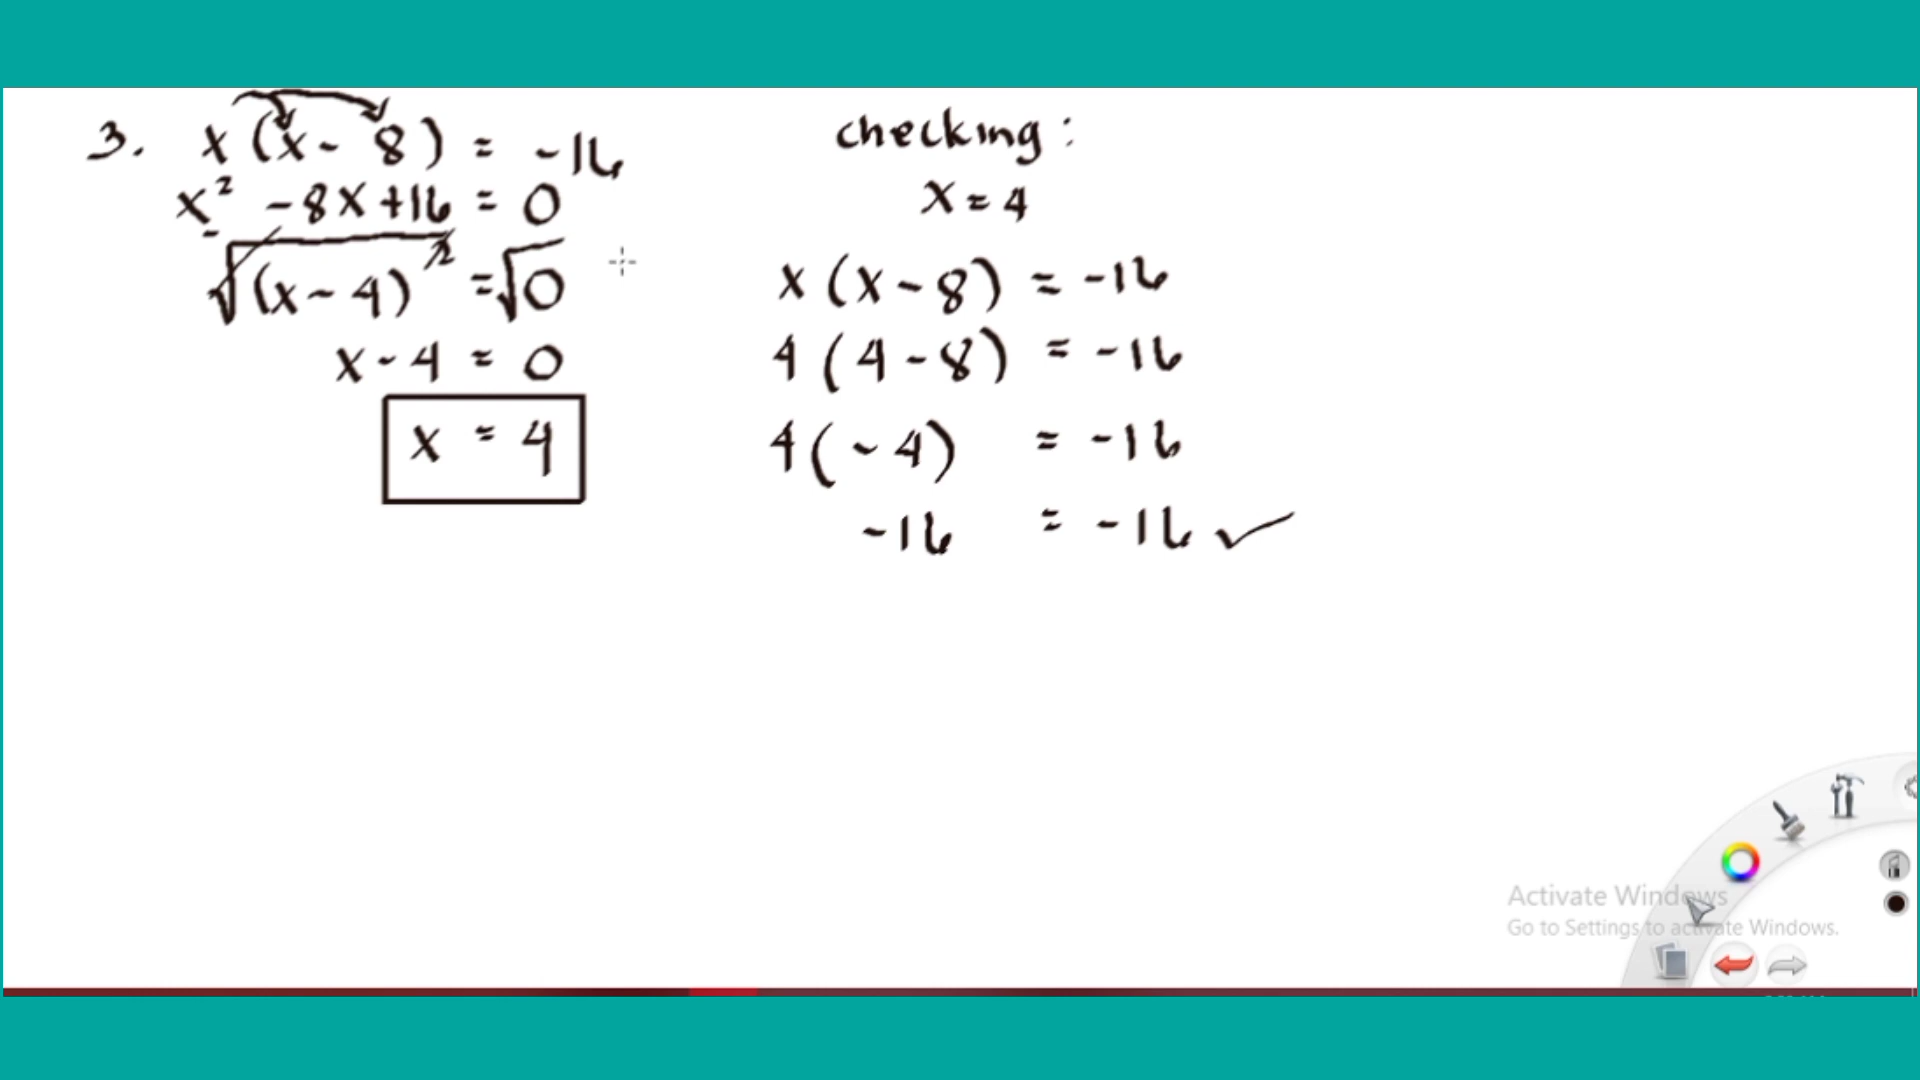 3. x(x - 8) = -16
x² - 8x + 16 = 0
√(x - 4)² = √0
x - 4 = 0
x = 4
checking:
x = 4
x(x - 8) = -16
4(4 - 8) = -16
4(-4) = -16
-16 = -16 ✓
Activate Windows
Go to Settings to activate Windows.